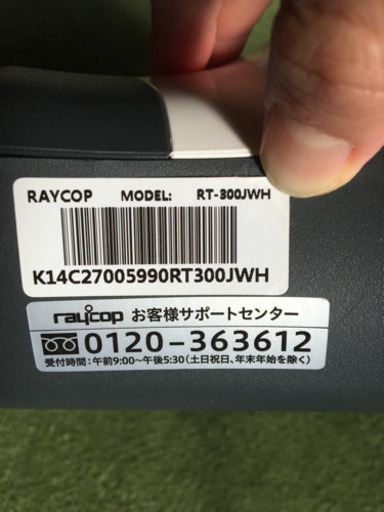 RAYCOP MODEL: RT-300JWH
K14C27005990RT300JWH
raycop お客様サポートセンター
0120-363612
受付時間:午前9:00~午後5:30(土日祝日、年末年始を除く)